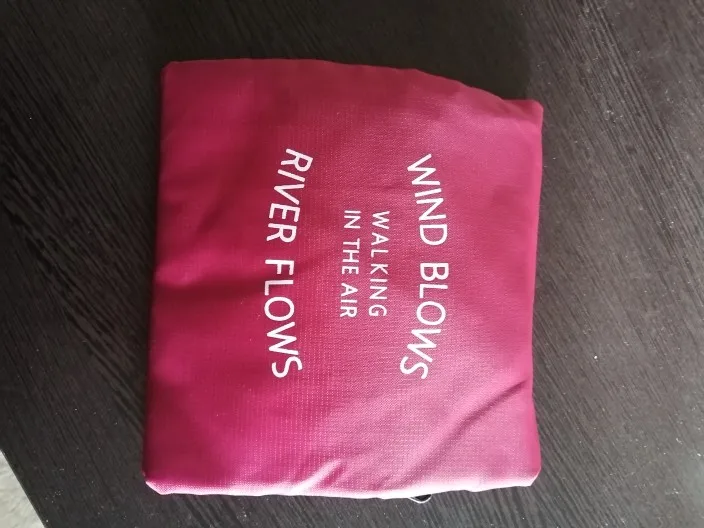 WIND BLOWS
WALKING
IN THE AIR
RIVER FLOWS